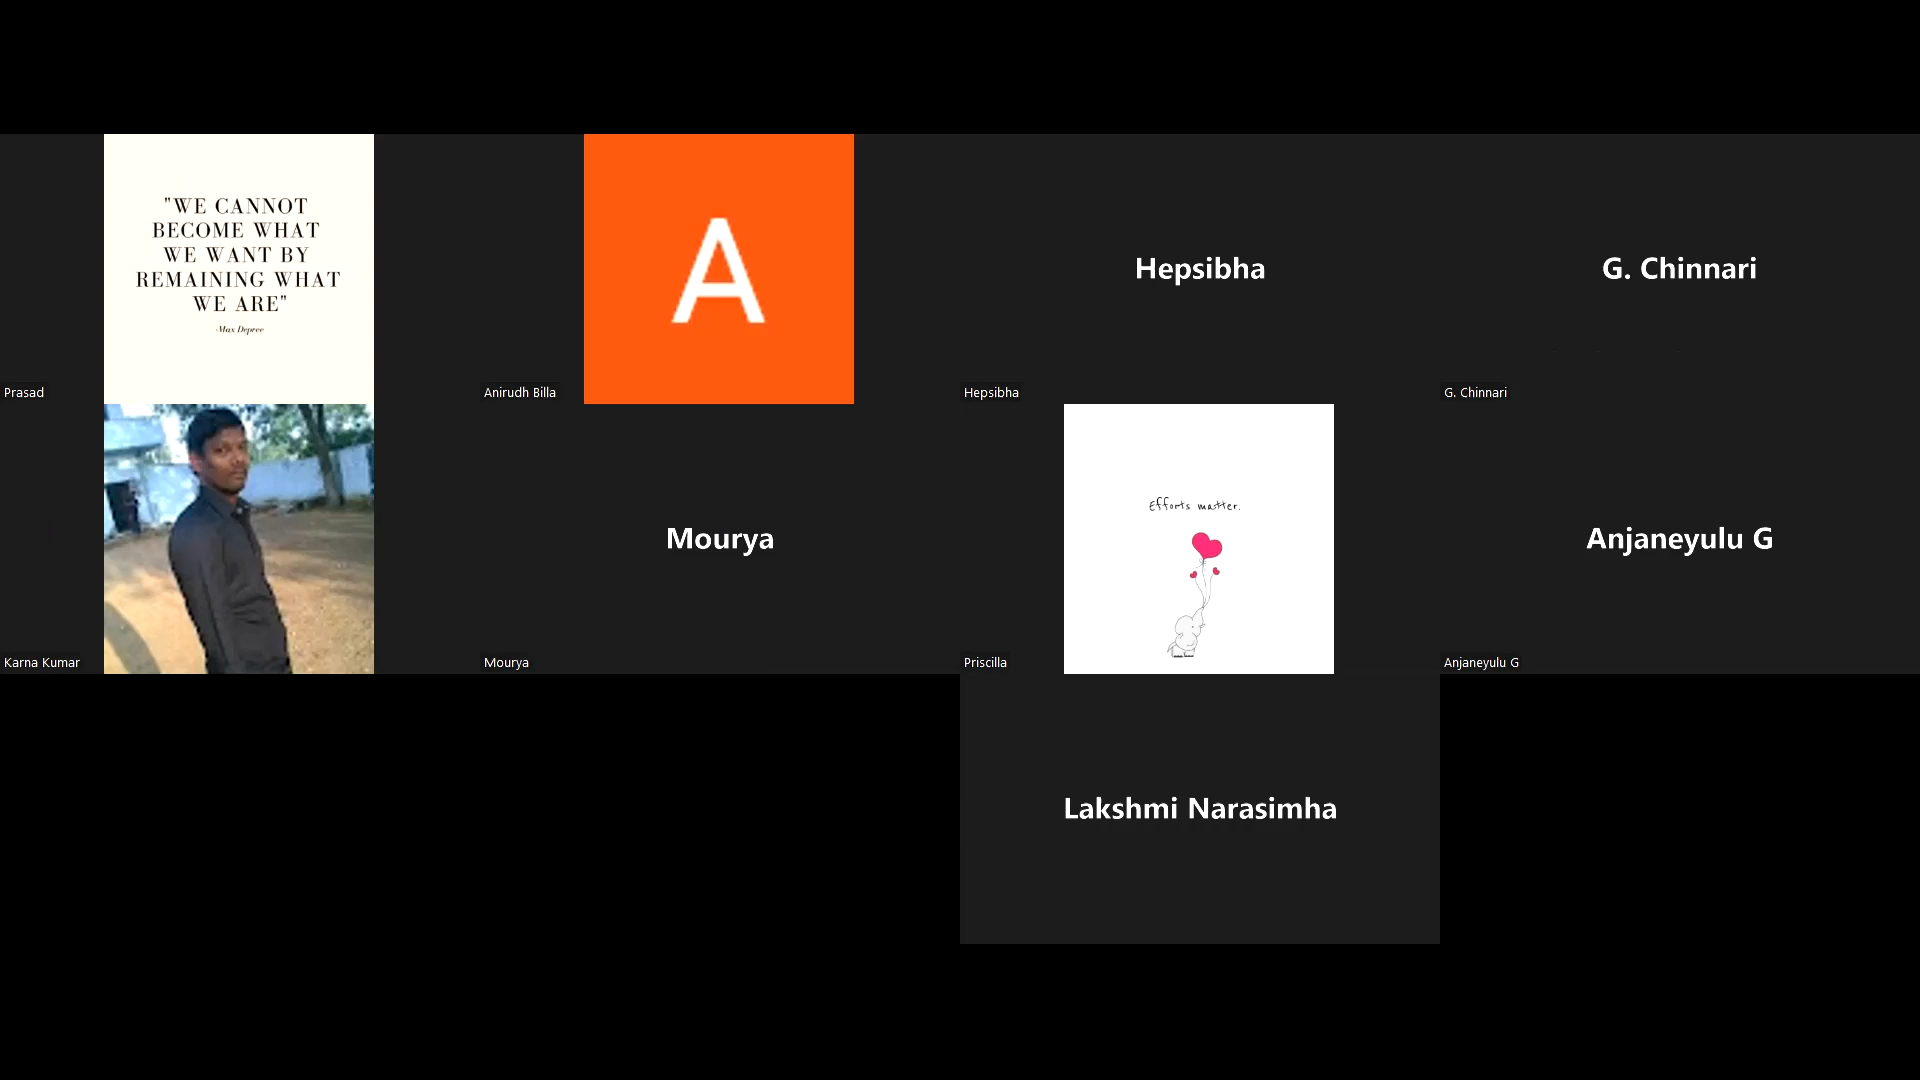 "WE CANNOT
BECOME WHAT
WE WANT BY
REMAINING WHAT
WE ARE"
-Max Depree
Prasad
A
Anirudh Billa
Hepsibha
Hepsibha
G. Chinnari
G. Chinnari
Karna Kumar
Mourya
Mourya
Efforts matter.
Priscilla
Anjaneyulu G
Anjaneyulu G
Lakshmi Narasimha